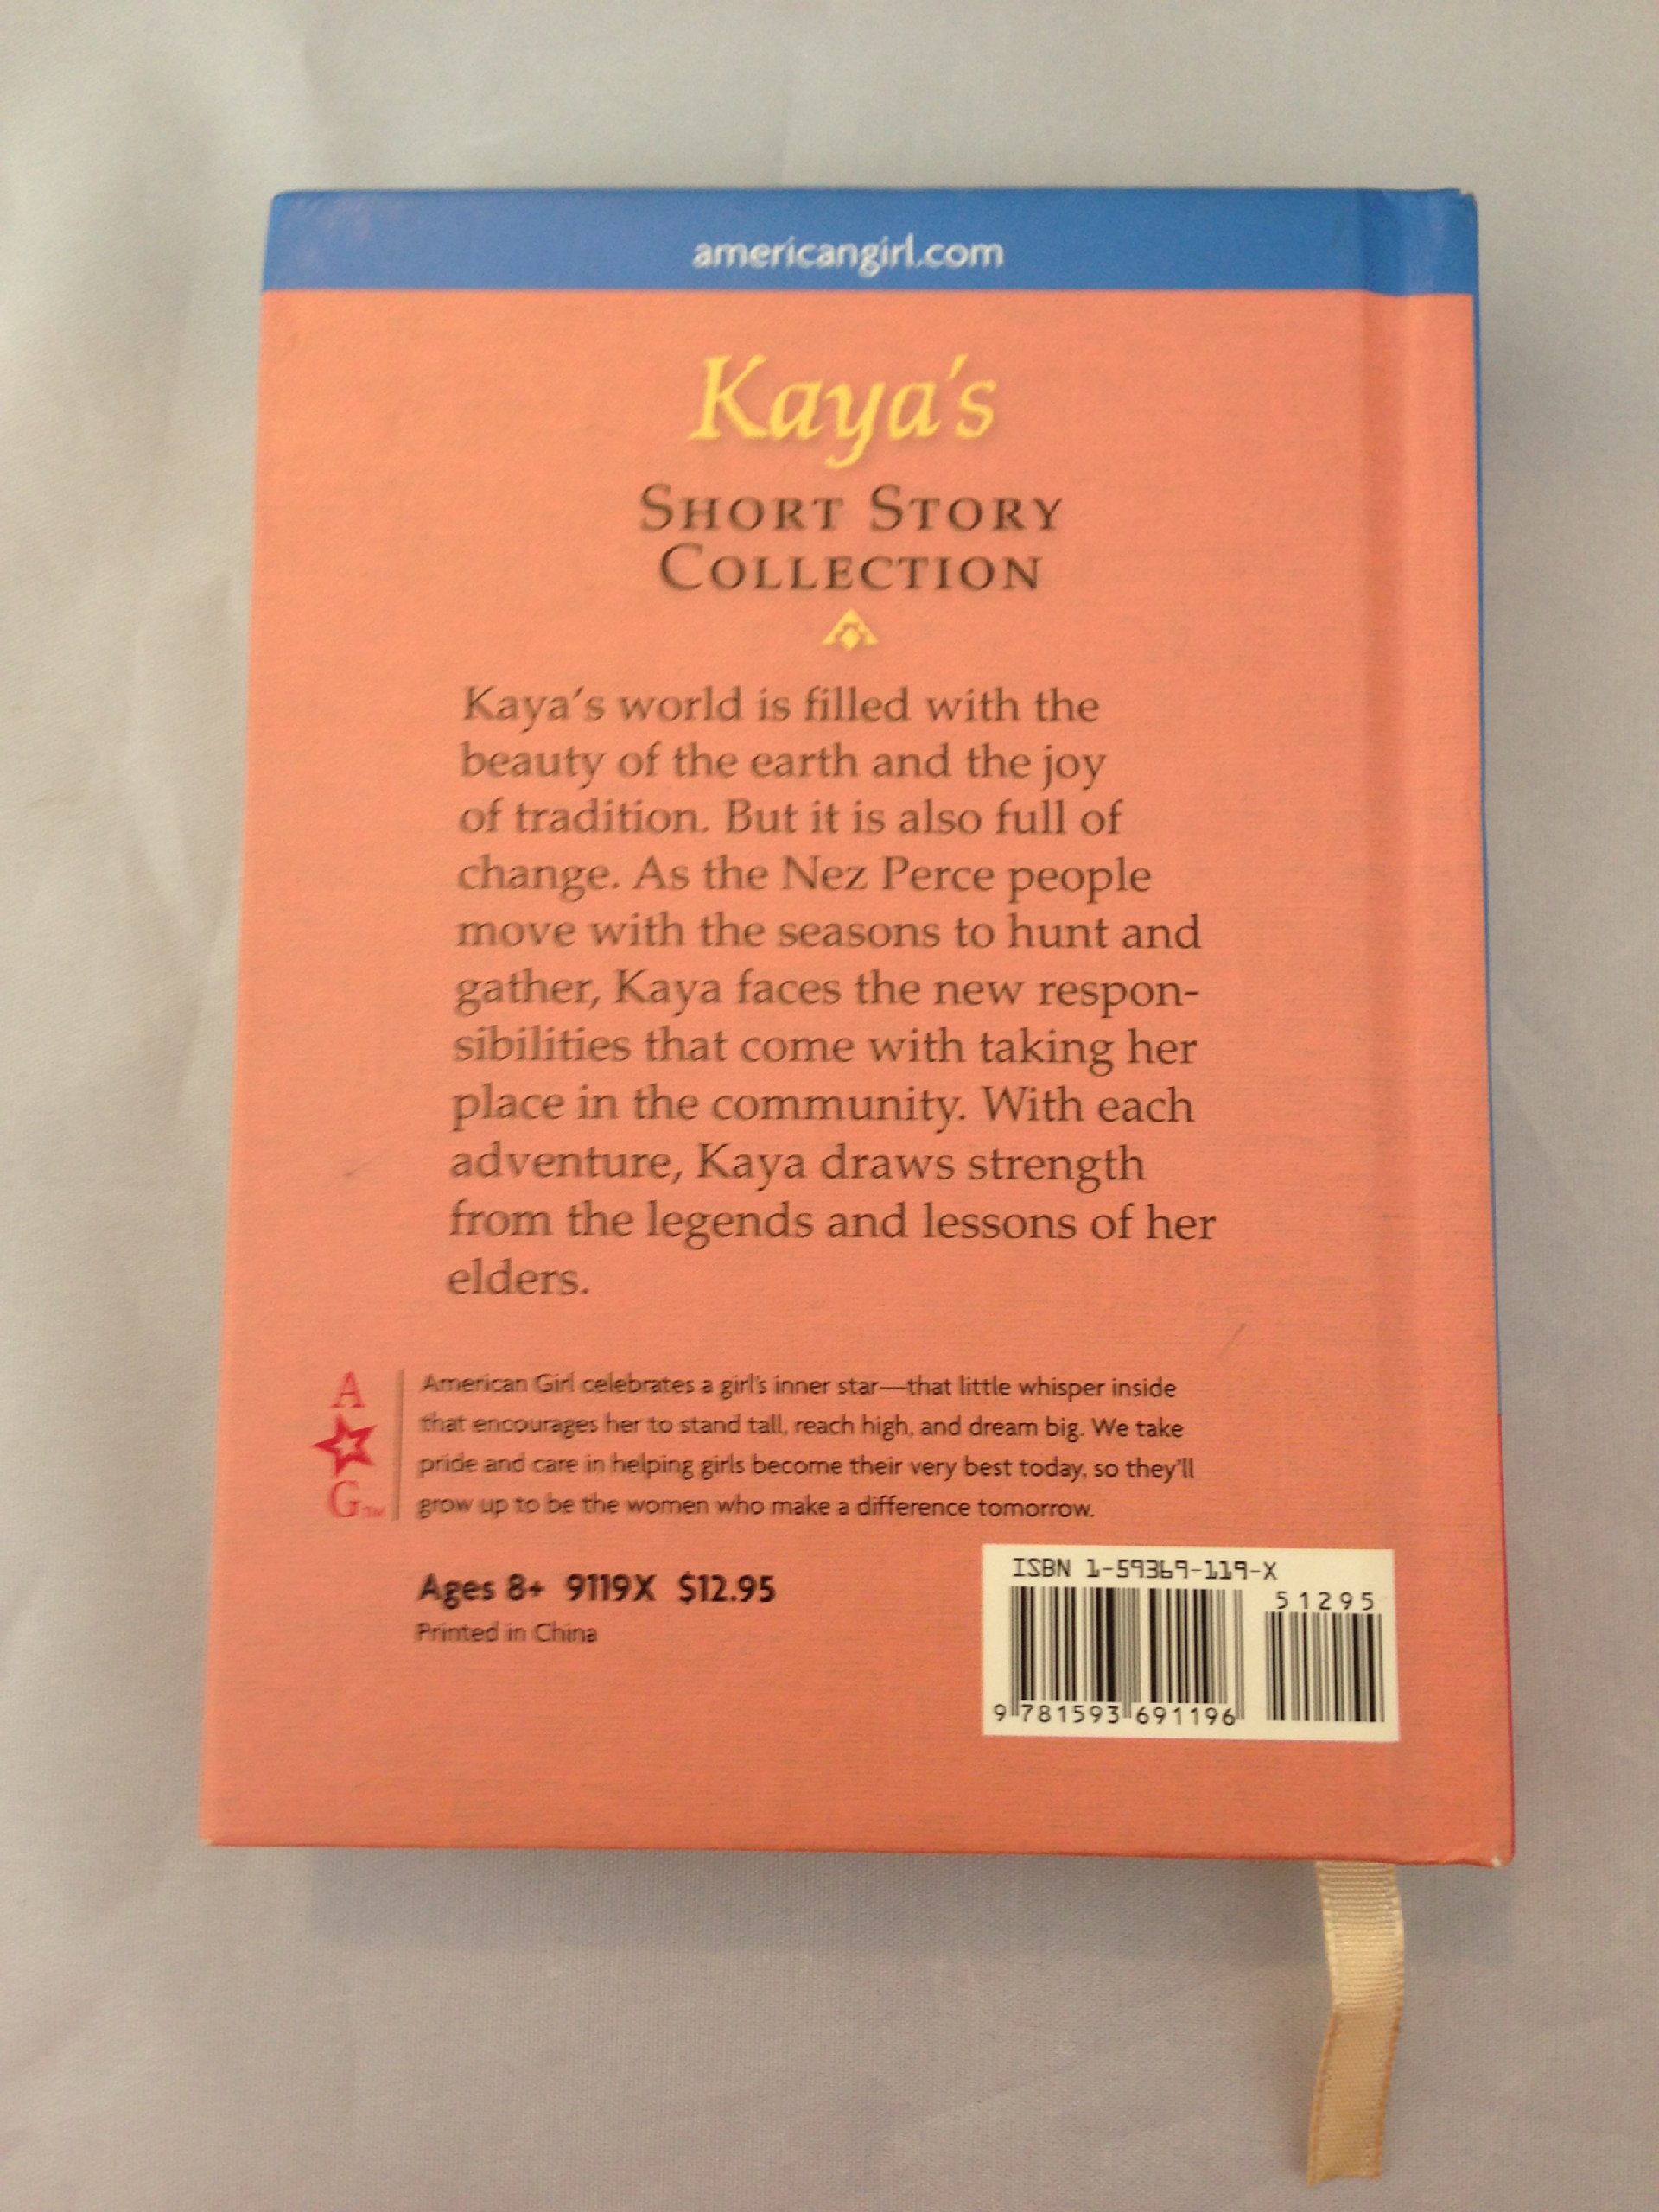 americangirl.com
Kaya's
SHORT STORY
COLLECTION
Kaya's world is filled with the
beauty of the earth and the joy
of tradition. But it is also full of
change. As the Nez Perce people
move with the seasons to hunt and
gather, Kaya faces the new respon-
sibilities that come with taking her
place in the community. With each
adventure, Kaya draws strength
from the legends and lessons of her
elders.
A
G™
American Girl celebrates a girl's inner star—that little whisper inside
that encourages her to stand tall, reach high, and dream big. We take
pride and care in helping girls become their very best today, so they'll
grow up to be the women who make a difference tomorrow.
Ages 8+ 9119X $12.95
Printed in China
ISBN 1-59369-119-X
51295
9 781593 691196